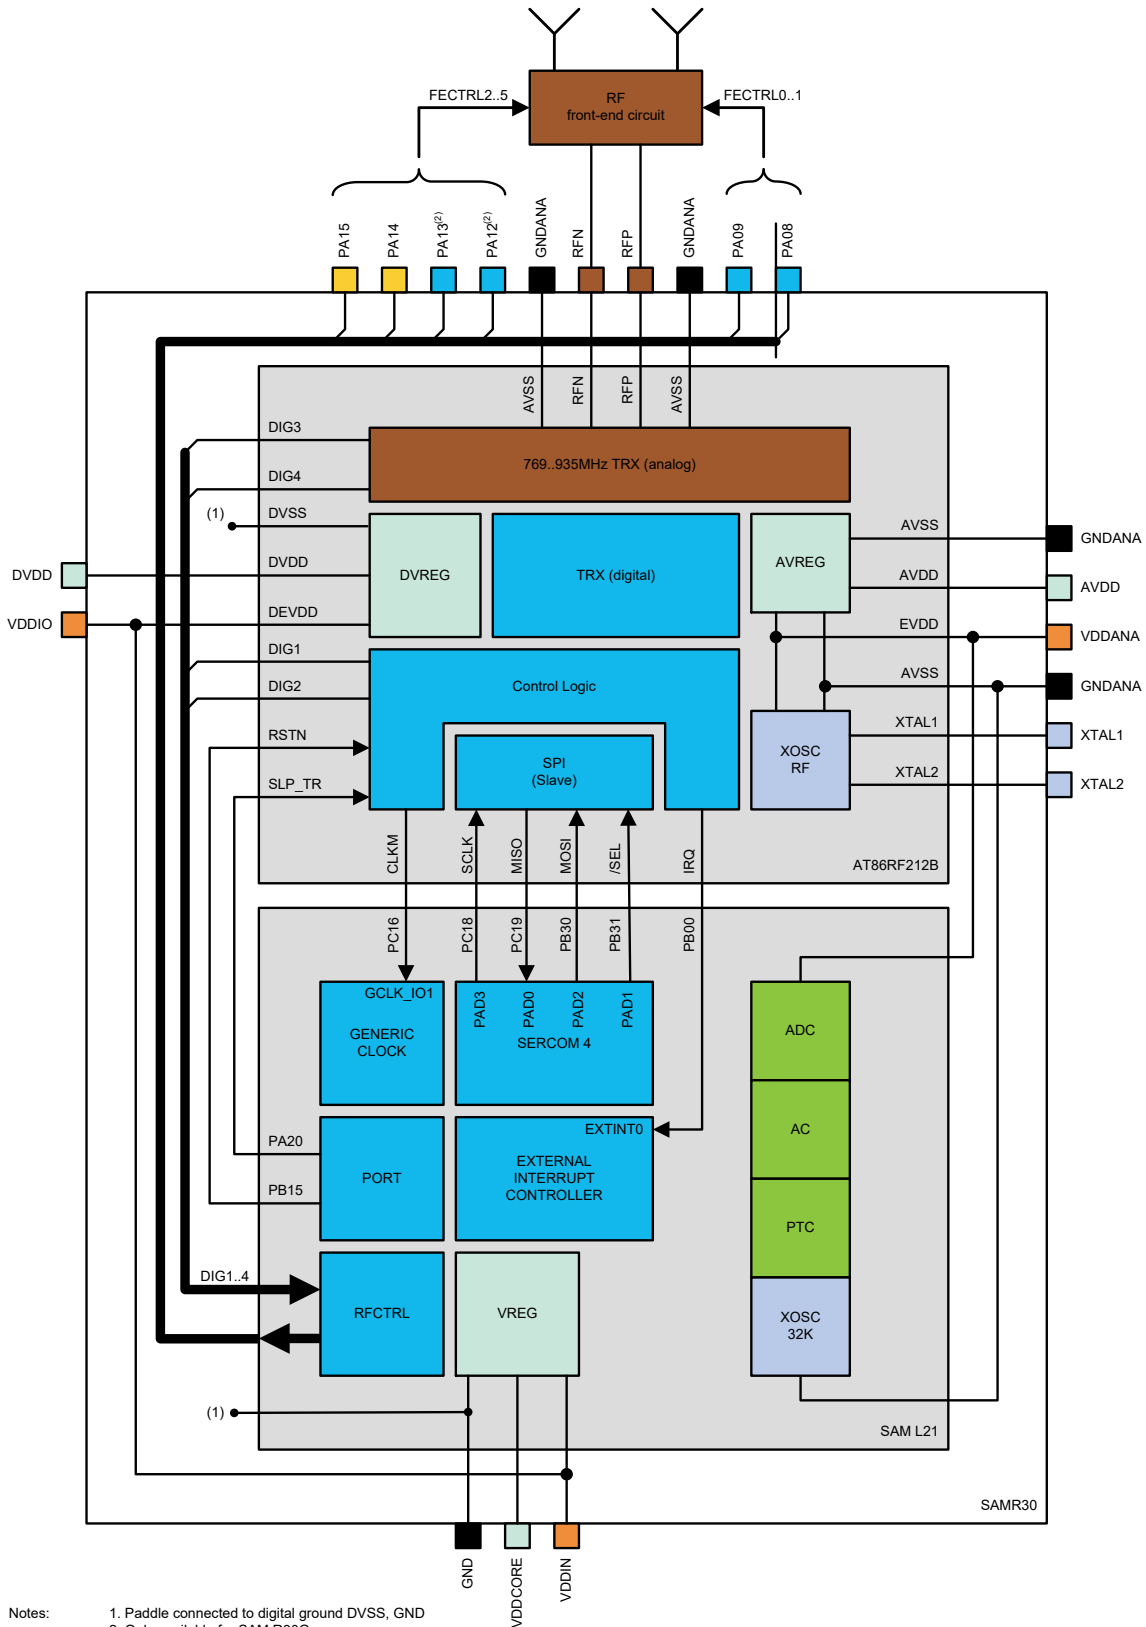 RF
front-end circuit
FECTRL2..5
FECTRL0..1
PA15
PA14
PA13(2)
PA12(2)
GNDANA
RFN
RFP
GNDANA
PA09
PA08
AVSS
RFN
RFP
AVSS
DIG3
769..935MHz TRX (analog)
DIG4
(1)
DVSS
DVDD
DVDD
DVREG
TRX (digital)
AVREG
AVSS
GNDANA
AVDD
AVDD
VDDIO
DEVDD
EVDD
VDDANA
DIG1
DIG2
Control Logic
AVSS
GNDANA
RSTN
SPI
(Slave)
XOSC
RF
XTAL1
XTAL1
SLP_TR
XTAL2
XTAL2
CLKM
SCLK
MISO
MOSI
/SEL
IRQ
AT86RF212B
PC16
PC18
PC19
PB30
PB31
PB00
GCLK_IO1
GENERIC
CLOCK
PAD3
PAD0
PAD2
PAD1
SERCOM 4
ADC
AC
PTC
XOSC
32K
PA20
PB15
PORT
EXTINT0
EXTERNAL
INTERRUPT
CONTROLLER
DIG1..4
RFCTRL
VREG
(1)
SAM L21
SAMR30
GND
VDDCORE
VDDIN
Notes:
1. Paddle connected to digital ground DVSS, GND